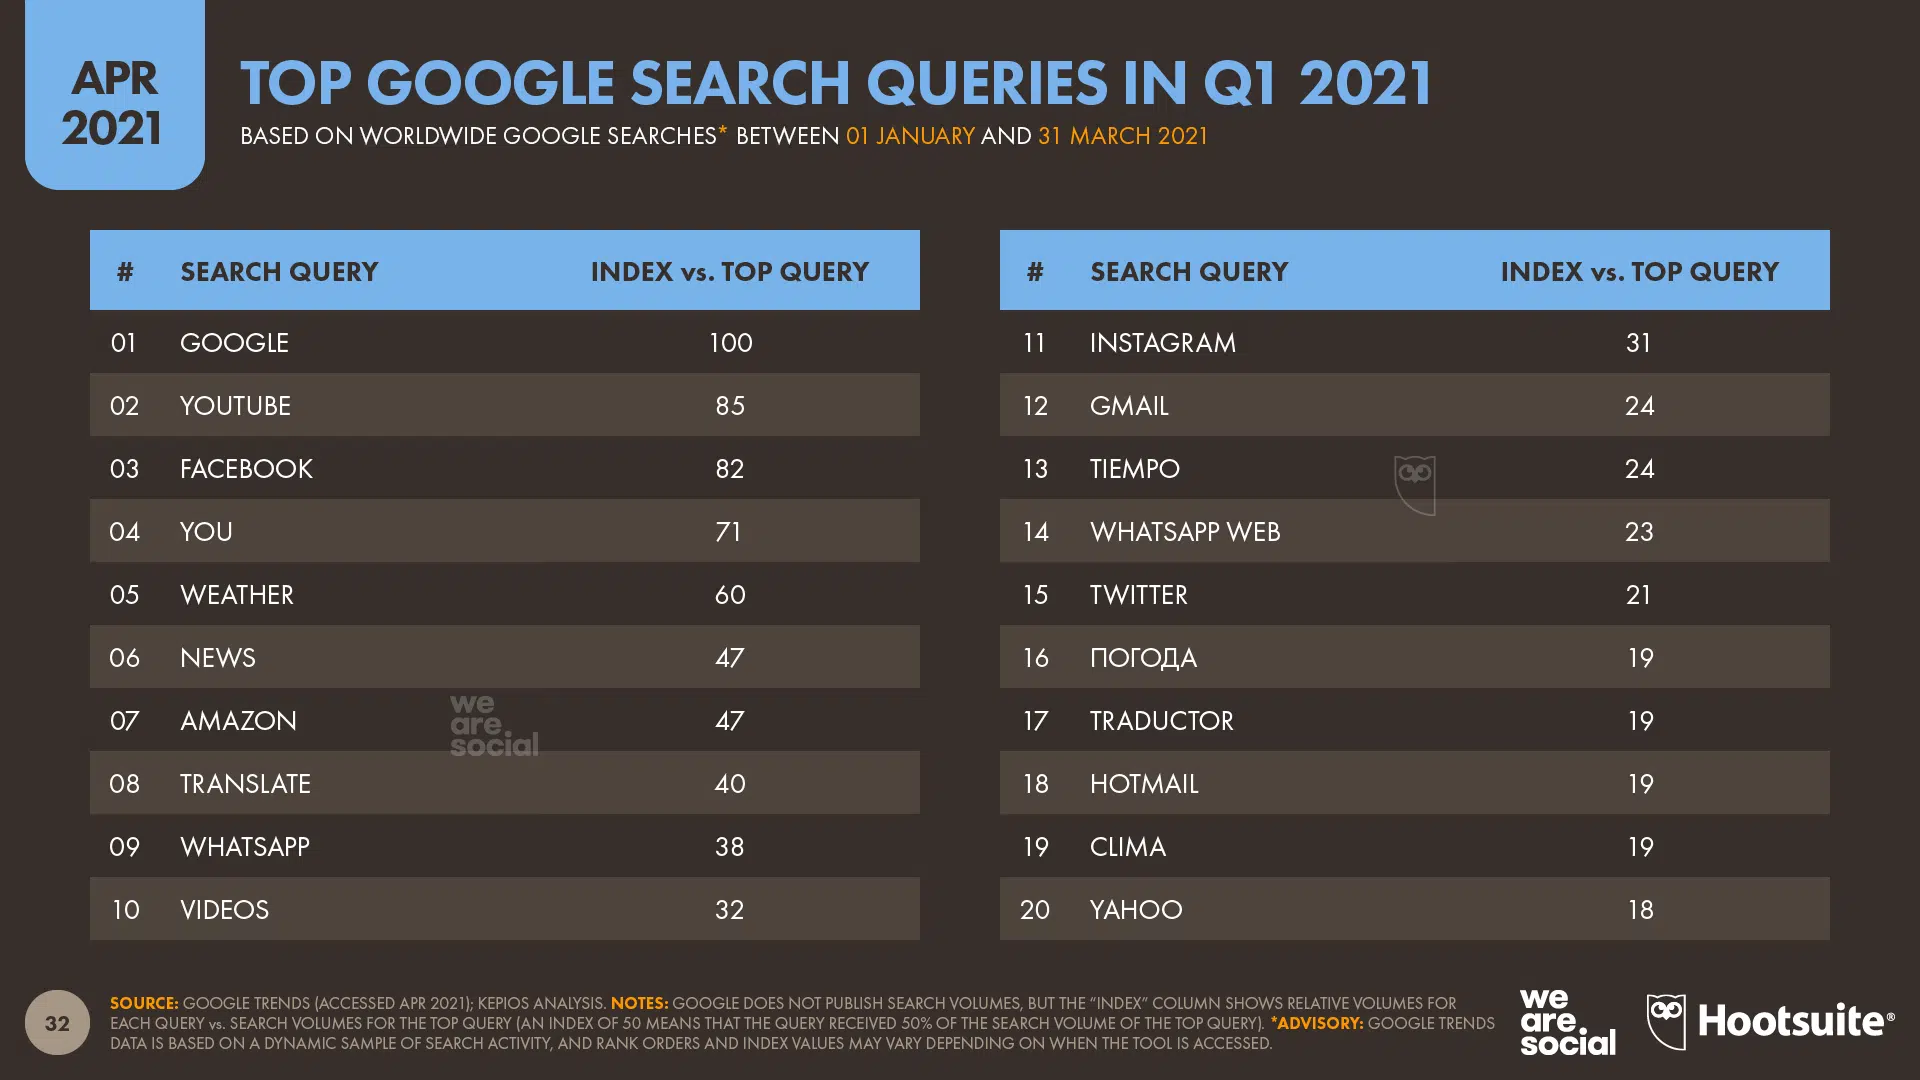 APR
2021
TOP GOOGLE SEARCH QUERIES IN Q1 2021
BASED ON WORLDWIDE GOOGLE SEARCHES* BETWEEN 01 JANUARY AND 31 MARCH 2021
# SEARCH QUERY INDEX vs. TOP QUERY
01 GOOGLE 100
02 YOUTUBE 85
03 FACEBOOK 82
04 YOU 71
05 WEATHER 60
06 NEWS 47
07 AMAZON 47
08 TRANSLATE 40
09 WHATSAPP 38
10 VIDEOS 32
we
are
social
# SEARCH QUERY INDEX vs. TOP QUERY
11 INSTAGRAM 31
12 GMAIL 24
13 TIEMPO 24
14 WHATSAPP WEB 23
15 TWITTER 21
16 ПОГОДА 19
17 TRADUCTOR 19
18 HOTMAIL 19
19 CLIMA 19
20 YAHOO 18
32
SOURCE: GOOGLE TRENDS (ACCESSED APR 2021); KEPIOS ANALYSIS. NOTES: GOOGLE DOES NOT PUBLISH SEARCH VOLUMES, BUT THE “INDEX” COLUMN SHOWS RELATIVE VOLUMES FOR
EACH QUERY vs. SEARCH VOLUMES FOR THE TOP QUERY (AN INDEX OF 50 MEANS THAT THE QUERY RECEIVED 50% OF THE SEARCH VOLUME OF THE TOP QUERY). *ADVISORY: GOOGLE TRENDS
DATA IS BASED ON A DYNAMIC SAMPLE OF SEARCH ACTIVITY, AND RANK ORDERS AND INDEX VALUES MAY VARY DEPENDING ON WHEN THE TOOL IS ACCESSED.
we
are
social
Hootsuite®